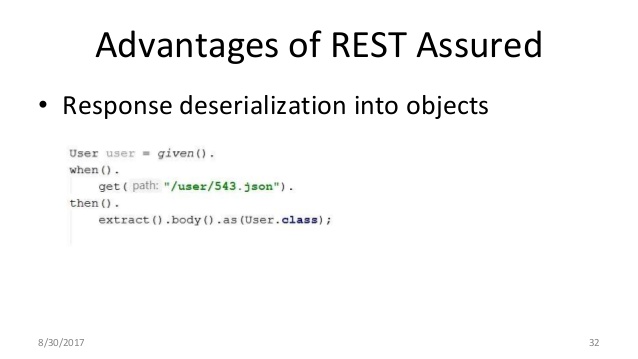 Advantages of REST Assured
• Response deserialization into objects
User user = given().
when().
get( path: "/user/543.json").
then().
extract().body().as(User.class);
8/30/2017
32